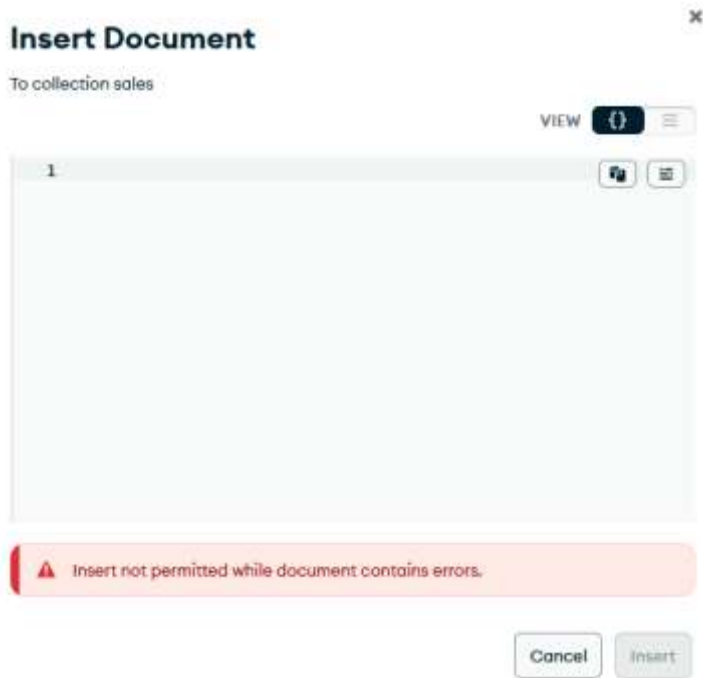 Insert Document
To collection sales
VIEW {}
1
Insert not permitted while document contains errors.
Cancel Insert